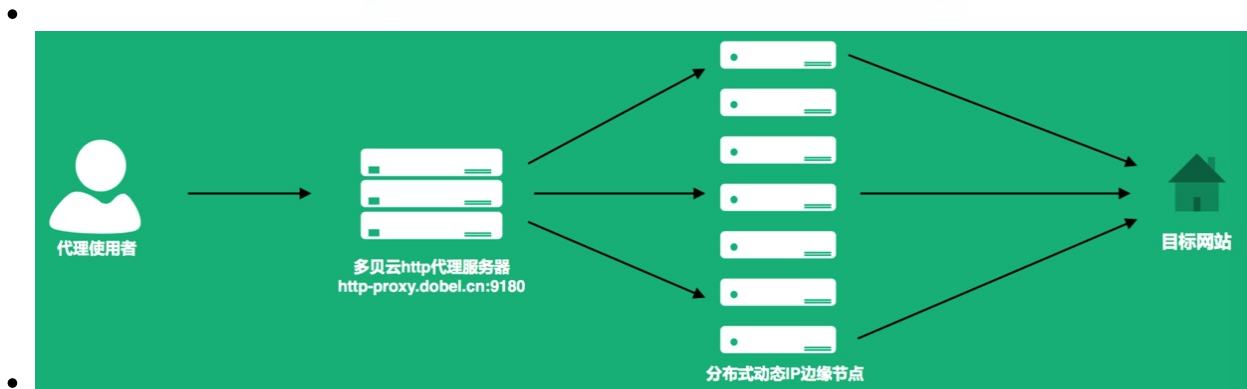 代理使用者
多贝云http代理服务器
http-proxy.dobel.cn:9180
分布式动态IP边缘节点
目标网站